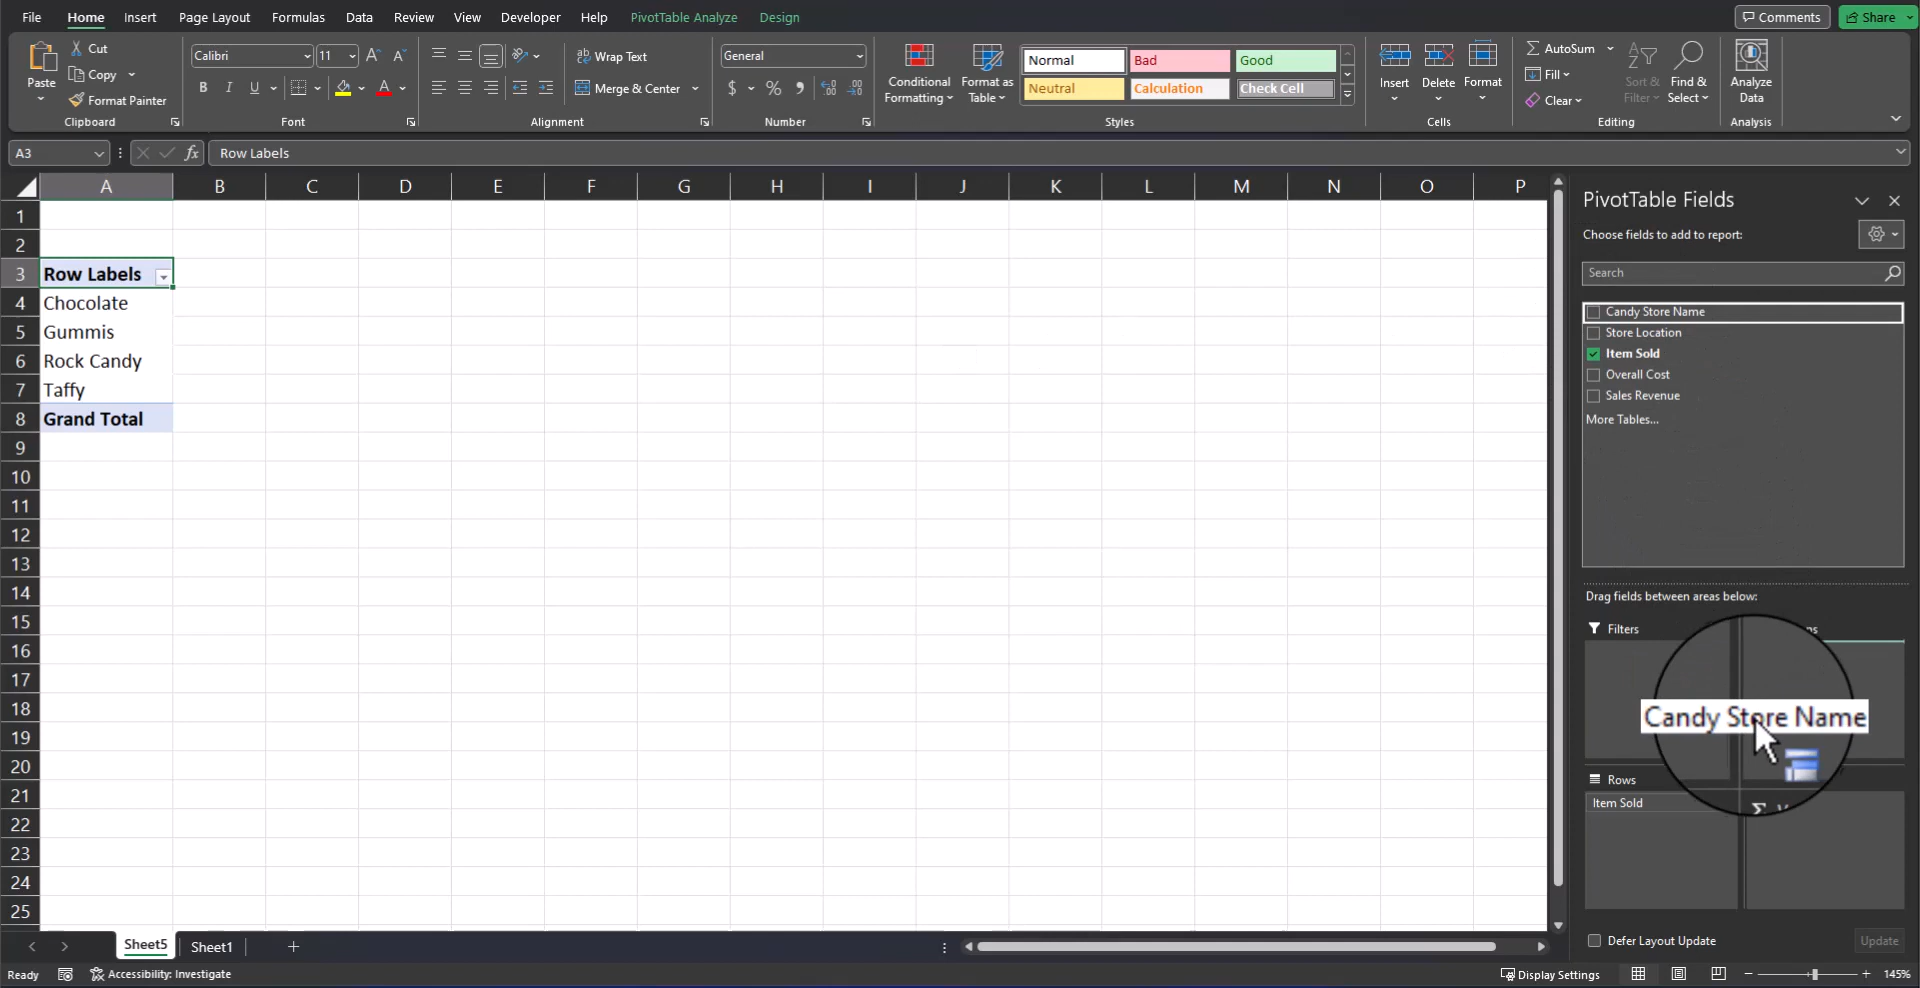 File Home Insert Page Layout Formulas Data Review View Developer Help PivotTable Analyze Design Comments Share
Paste
Cut
Copy
Format Painter
Clipboard
Calibri 11
B I U
Font
Wrap Text
Merge & Center
Alignment
General
$ % ,
Number
Conditional Formatting
Format as Table
Normal Bad Good
Neutral Calculation Check Cell
Styles
Insert Delete Format
Cells
AutoSum
Fill
Clear
Sort & Filter
Find & Select
Editing
Analyze Data
Analysis
A3 fx Row Labels
A B C D E F G H I J K L M N O P
1
2
3 Row Labels
4 Chocolate
5 Gummis
6 Rock Candy
7 Taffy
8 Grand Total
9
10
11
12
13
14
15
16
17
18
19
20
21
22
23
24
25
PivotTable Fields
Choose fields to add to report:
Search
Candy Store Name
Store Location
Item Sold
Overall Cost
Sales Revenue
More Tables...
Drag fields between areas below:
Filters
Candy Store Name
Rows
Item Sold
Σ
Defer Layout Update Update
Sheet5 Sheet1
Ready Accessibility: Investigate Display Settings 145%